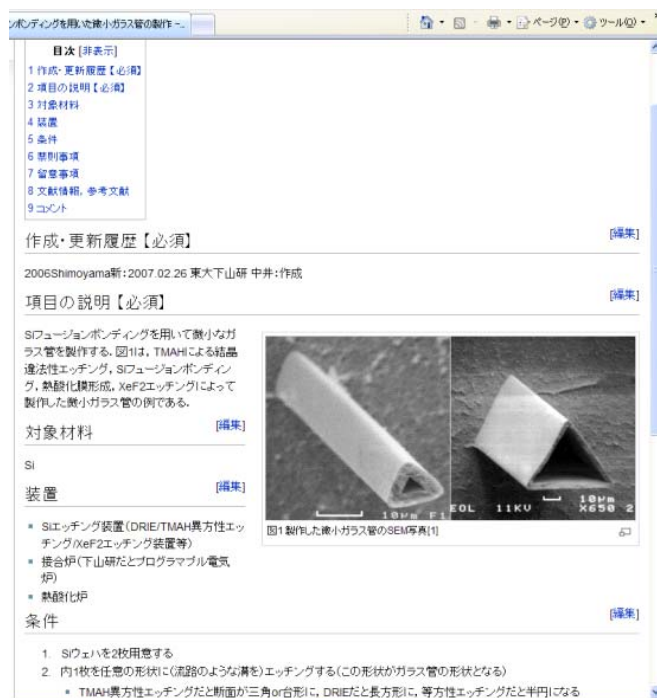 ンボンディングを用いた微小ガラス管の製作 -...
ページ(P)
ツール(O)
目次 [非表示]
1 作成・更新履歴【必須】
2 項目の説明【必須】
3 対象材料
4 装置
5 条件
6 禁則事項
7 留意事項
8 文献情報, 参考文献
9 コメント
作成・更新履歴【必須】
[編集]
2006Shimoyama新：2007.02.26 東大下山研 中井：作成
項目の説明【必須】
[編集]
Siフュージョンボンディングを用いて微小なガ
ラス管を製作する. 図1は, TMAHによる結晶
違法性エッチング, Siフュージョンボンディン
グ, 熱酸化膜形成, XeF2エッチングによって
製作した微小ガラス管の例である.
対象材料
[編集]
Si
装置
[編集]
Siエッチング装置(DRIE/TMAH異方性エッ
チング/XeF2エッチング装置等)
接合炉(下山研だとプログラマブル電気
炉)
熱酸化炉
10μm F1
EOL 11KV 10μm
X650 2
図1 製作した微小ガラス管のSEM写真[1]
条件
[編集]
1. Siウェハを2枚用意する
2. 内1枚を任意の形状に(流路のような溝を)エッチングする(この形状がガラス管の形状となる)
TMAH異方性エッチングだと断面が三角or台形に, DRIEだと長方形に, 等方性エッチングだと半円になる